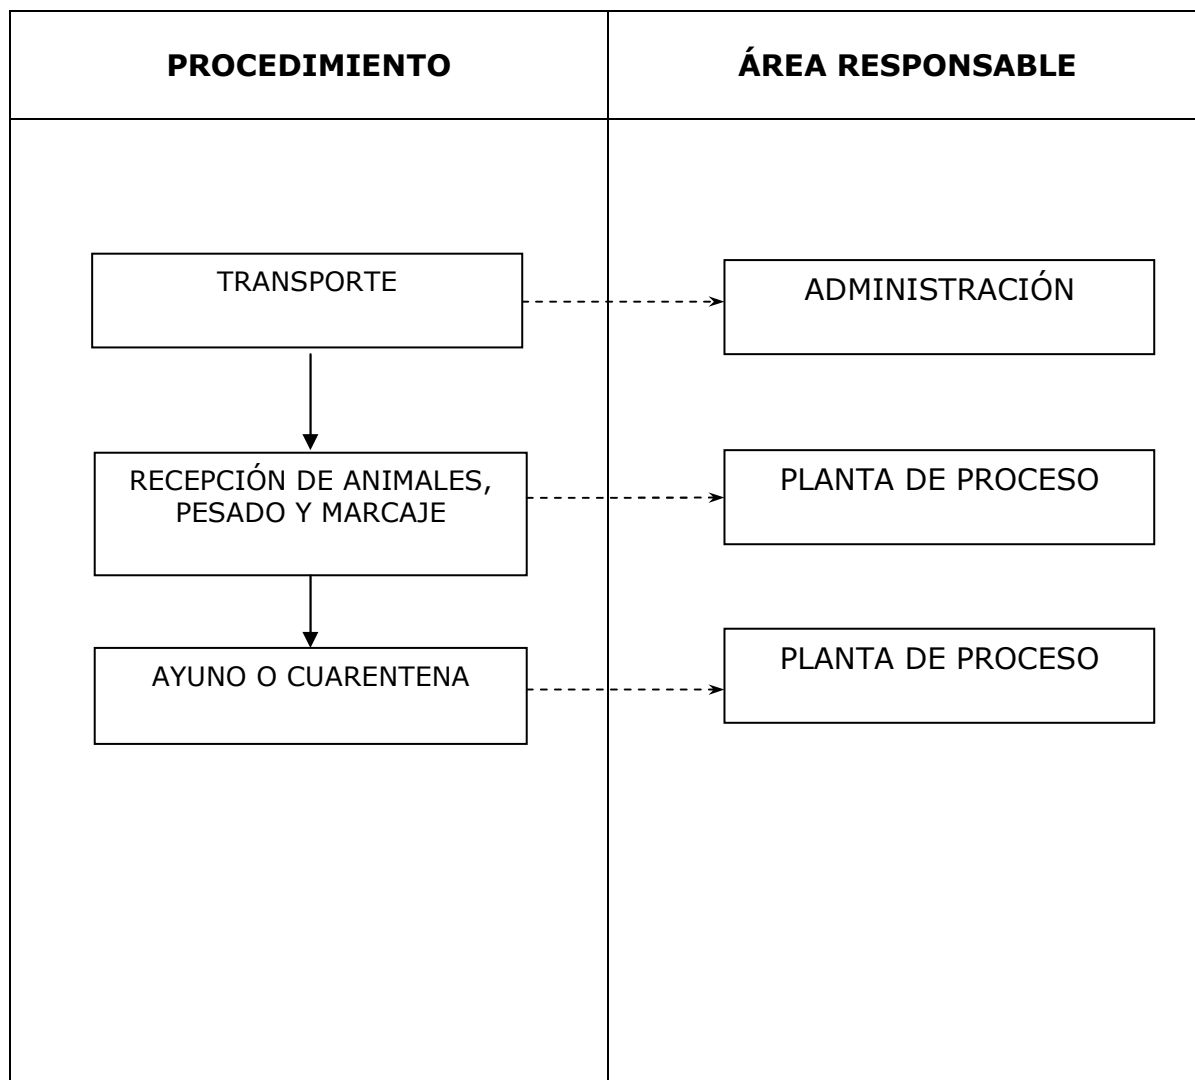 PROCEDIMIENTO
ÁREA RESPONSABLE
TRANSPORTE
ADMINISTRACIÓN
RECEPCIÓN DE ANIMALES,
PESADO Y MARCAJE
PLANTA DE PROCESO
AYUNO O CUARENTENA
PLANTA DE PROCESO